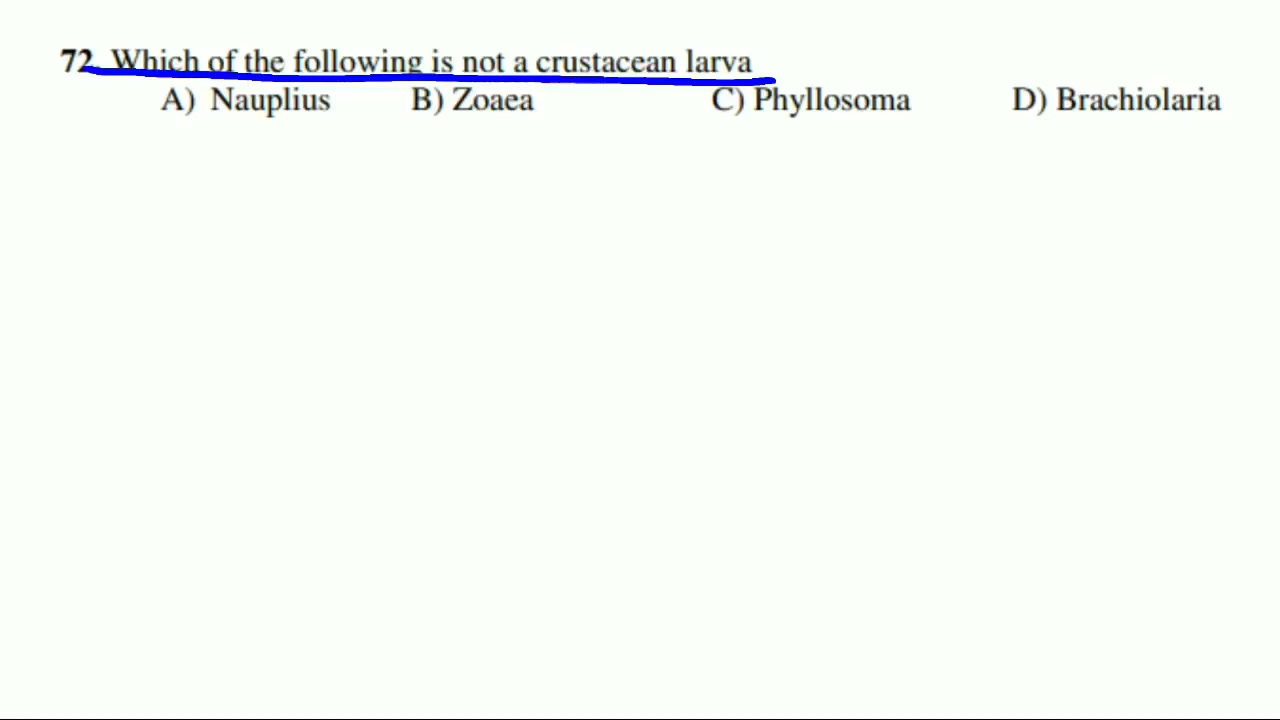 72. Which of the following is not a crustacean larva
A) Nauplius B) Zoaea C) Phyllosoma D) Brachiolaria